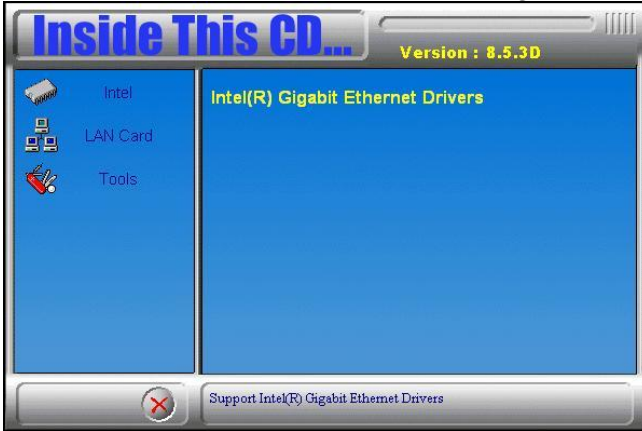 Inside This CD...
Version : 8.5.3D
Intel
LAN Card
Tools
Intel(R) Gigabit Ethernet Drivers
Support Intel(R) Gigabit Ethernet Drivers